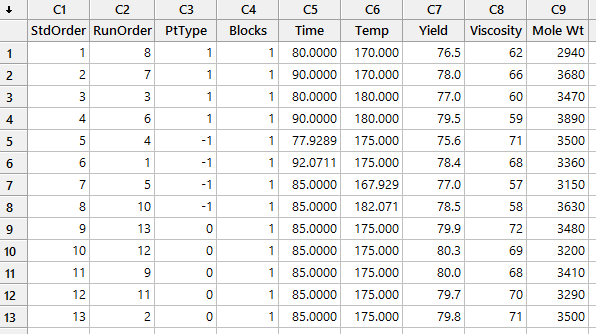 ↓ C1 C2 C3 C4 C5 C6 C7 C8 C9
StdOrder RunOrder PtType Blocks Time Temp Yield Viscosity Mole Wt
1 1 8 1 1 80.0000 170.000 76.5 62 2940
2 2 7 1 1 90.0000 170.000 78.0 66 3680
3 3 3 1 1 80.0000 180.000 77.0 60 3470
4 4 6 1 1 90.0000 180.000 79.5 59 3890
5 5 4 -1 1 77.9289 175.000 75.6 71 3500
6 6 1 -1 1 92.0711 175.000 78.4 68 3360
7 7 5 -1 1 85.0000 167.929 77.0 57 3150
8 8 10 -1 1 85.0000 182.071 78.5 58 3630
9 9 13 0 1 85.0000 175.000 79.9 72 3480
10 10 12 0 1 85.0000 175.000 80.3 69 3200
11 11 9 0 1 85.0000 175.000 80.0 68 3410
12 12 11 0 1 85.0000 175.000 79.7 70 3290
13 13 2 0 1 85.0000 175.000 79.8 71 3500